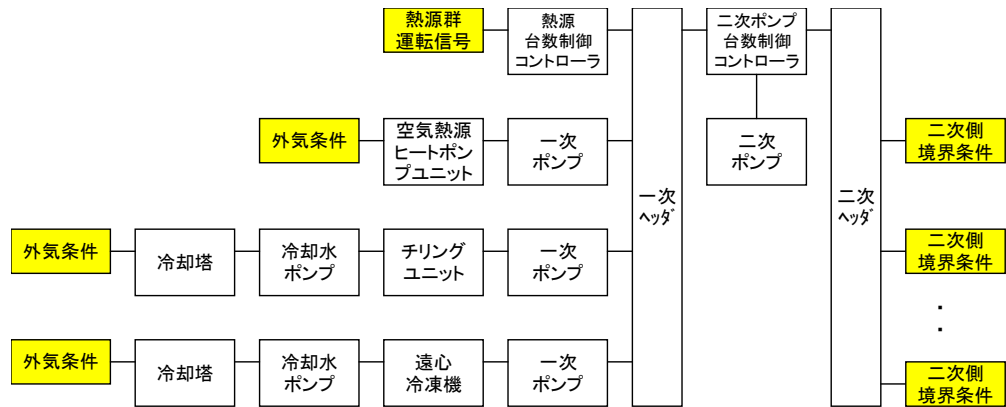 熱源群
運転信号
熱源
台数制御
コントローラ
二次ポンプ
台数制御
コントローラ
外気条件
空気熱源
ヒートポン
プユニット
一次
ポンプ
二次
ポンプ
二次側
境界条件
一次
ヘッダ
二次
ヘッダ
外気条件
冷却塔
冷却水
ポンプ
チリング
ユニット
一次
ポンプ
二次側
境界条件
・
・
外気条件
冷却塔
冷却水
ポンプ
遠心
冷凍機
一次
ポンプ
二次側
境界条件